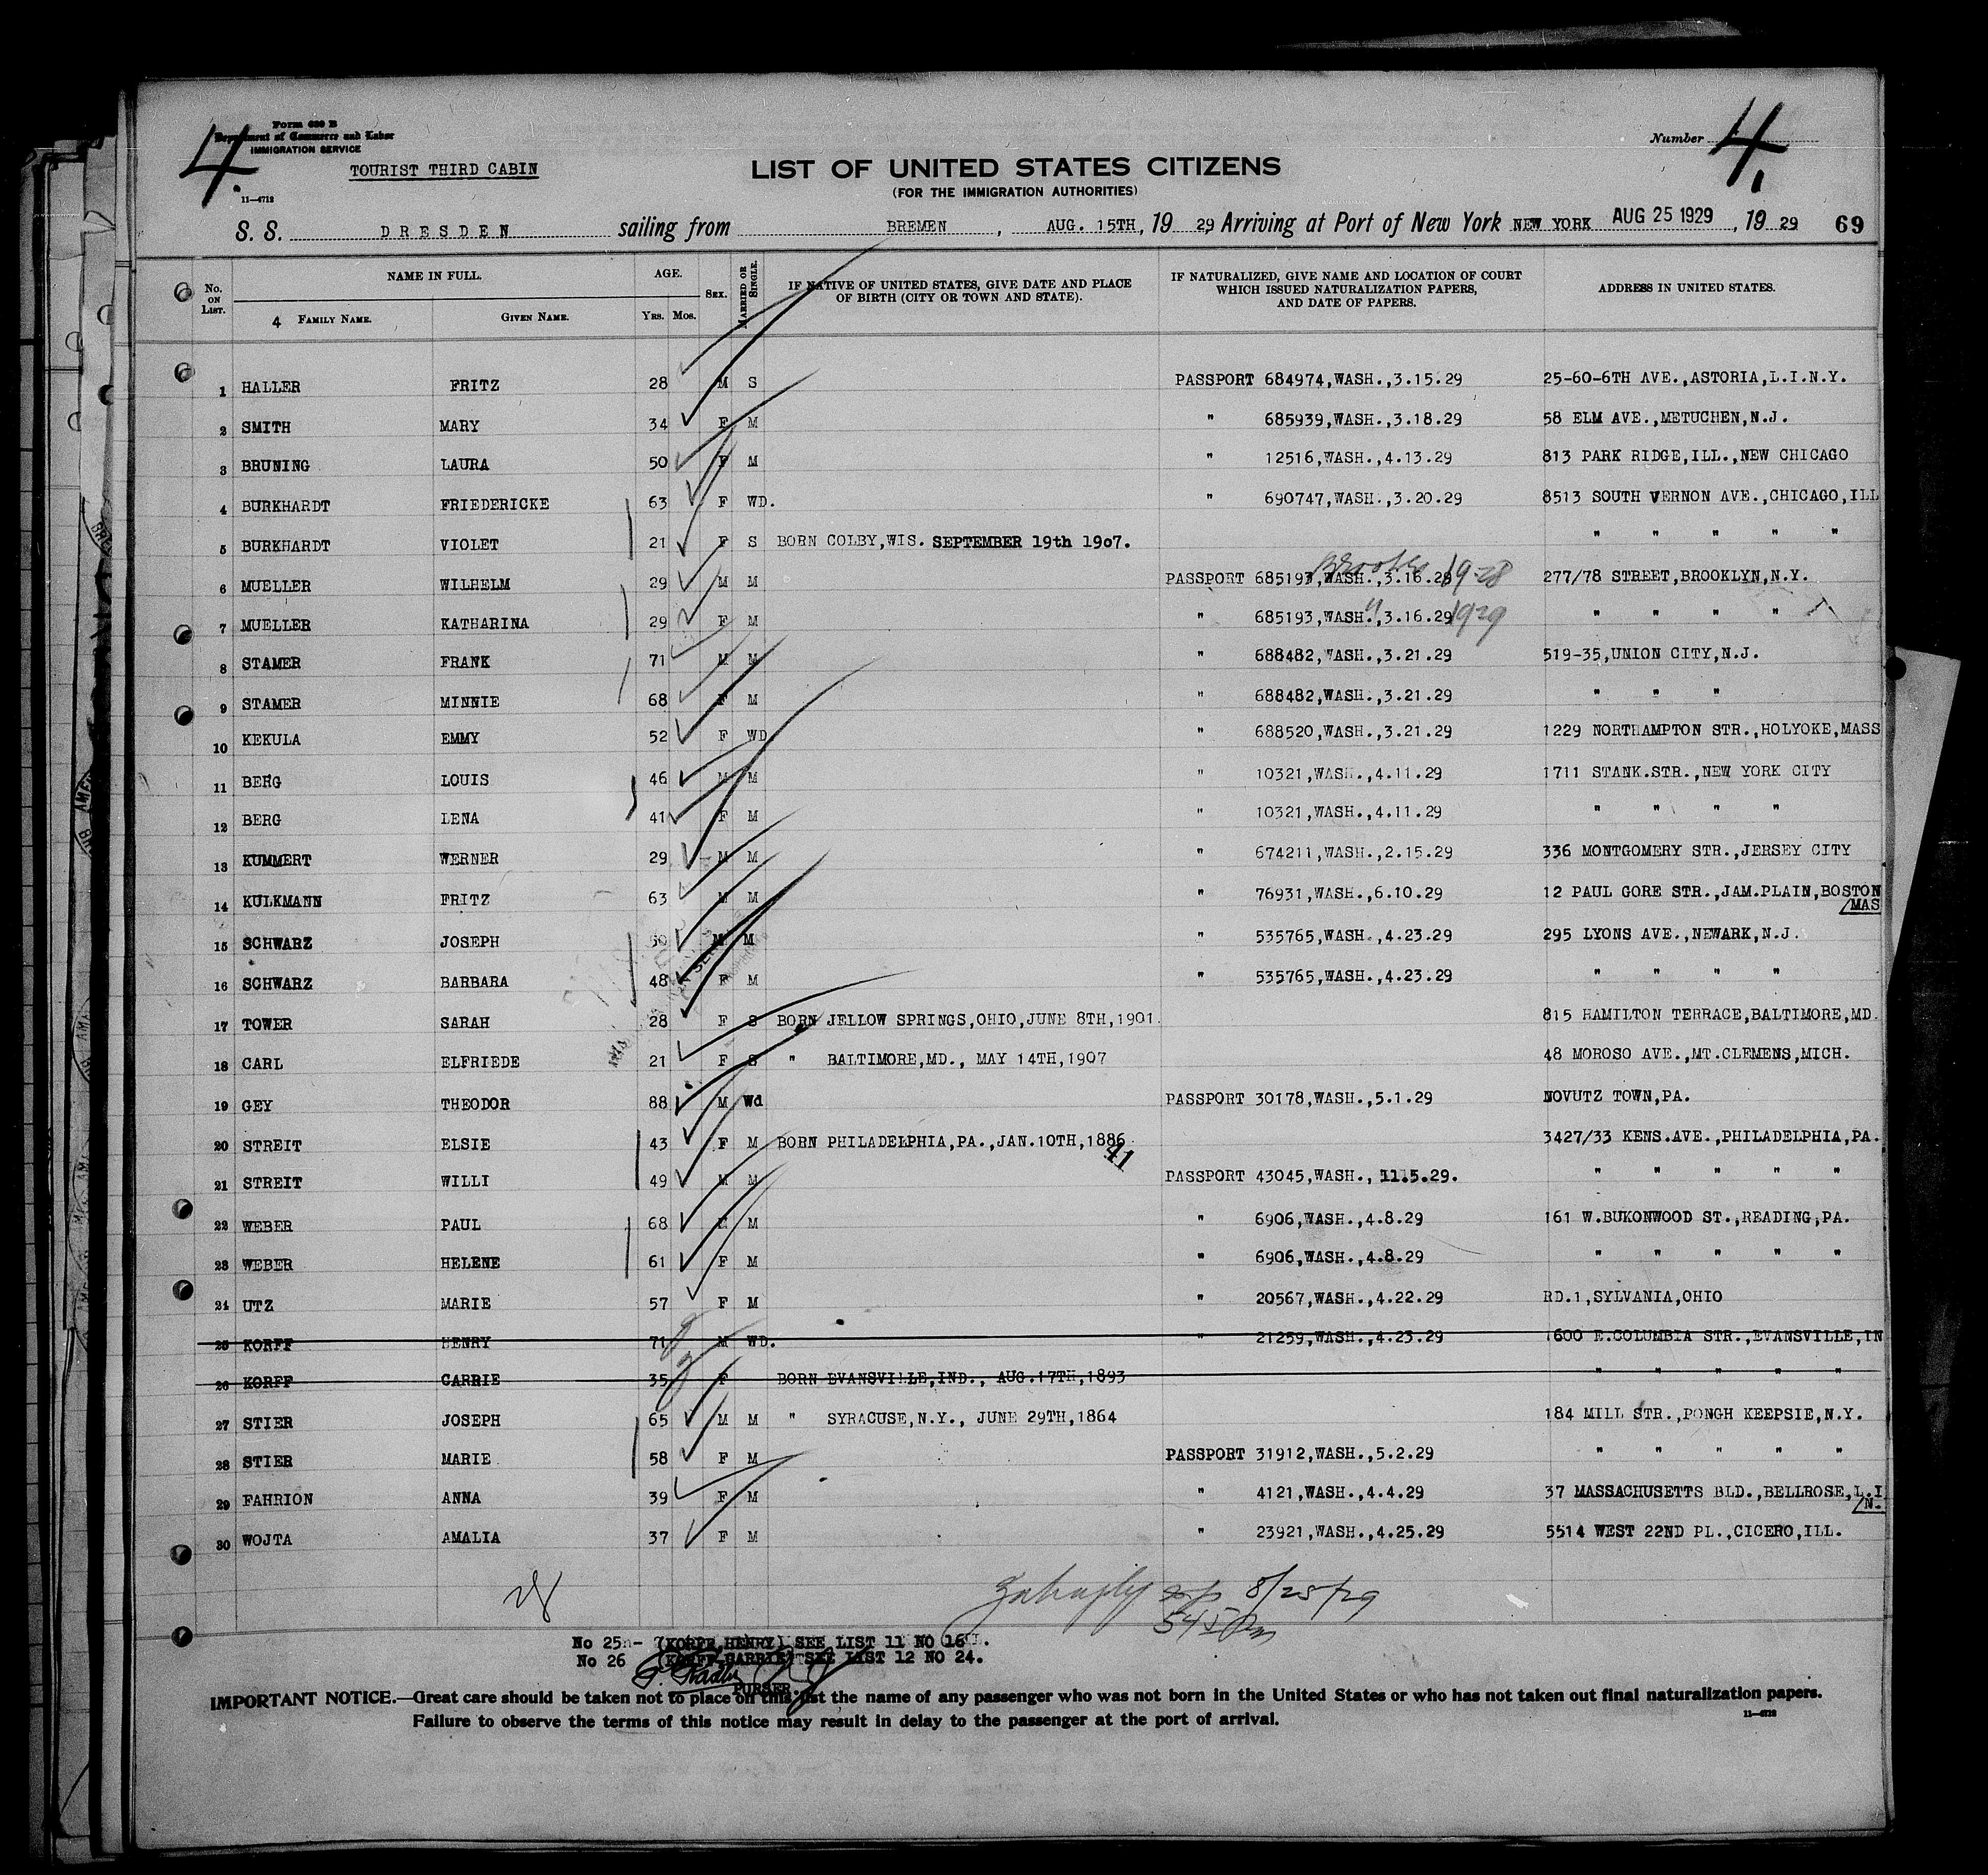 Form 630 B
Department of Commerce and Labor
IMMIGRATION SERVICE
4
11—4712
TOURIST THIRD CABIN
LIST OF UNITED STATES CITIZENS
(FOR THE IMMIGRATION AUTHORITIES)
Number 4
S. S. DRESDEN sailing from BREMEN , AUG. 15TH, 19 29 Arriving at Port of New York NEW YORK AUG 25 1929 , 19 29 69
No. ON LIST. NAME IN FULL. AGE. SEX. MARRIED OR SINGLE. IF NATIVE OF UNITED STATES, GIVE DATE AND PLACE OF BIRTH (CITY OR TOWN AND STATE). IF NATURALIZED, GIVE NAME AND LOCATION OF COURT WHICH ISSUED NATURALIZATION PAPERS, AND DATE OF PAPERS. ADDRESS IN UNITED STATES.
4 FAMILY NAME. GIVEN NAME. YRS. MOS.
1 HALLER FRITZ 28 M S PASSPORT 684974,WASH.,3.15.29 25-60-6TH AVE.,ASTORIA,L.I.N.Y.
2 SMITH MARY 34 F M " 685939,WASH.,3.18.29 58 ELM AVE.,METUCHEN,N.J.
3 BRUNING LAURA 50 F M " 12516,WASH.,4.13.29 813 PARK RIDGE,ILL.,NEW CHICAGO
4 BURKHARDT FRIEDERICKE 63 F WD. " 690747,WASH.,3.20.29 8513 SOUTH VERNON AVE.,CHICAGO,ILL
5 BURKHARDT VIOLET 21 F S BORN COLBY,WIS. SEPTEMBER 19th 1907. " " " " "
6 MUELLER WILHELM 29 M M PASSPORT 685193,WASH.,3.16.29 1928 277/78 STREET,BROOKLYN,N.Y.
7 MUELLER KATHARINA 29 F M " 685193,WASH.,3.16.29 1929 " " " "
8 STAMER FRANK 71 M M " 688482,WASH.,3.21.29 519-35,UNION CITY,N.J.
9 STAMER MINNIE 68 F M " 688482,WASH.,3.21.29 " " "
10 KEKULA EMMY 52 F WD. " 688520,WASH.,3.21.29 1229 NORTHAMPTON STR.,HOLYOKE,MASS
11 BERG LOUIS 46 M M " 10321,WASH.,4.11.29 1711 STANK.STR.,NEW YORK CITY
12 BERG LENA 41 F M " 10321,WASH.,4.11.29 " " " "
13 KUMMERT WERNER 29 M M " 674211,WASH.,2.15.29 336 MONTGOMERY STR.,JERSEY CITY
14 KULKMANN FRITZ 63 M M " 76931,WASH.,6.10.29 12 PAUL GORE STR.,JAM.PLAIN,BOSTON
/MAS
15 SCHWARZ JOSEPH 50 M M " 535765,WASH.,4.23.29 295 LYONS AVE.,NEWARK,N.J.
16 SCHWARZ BARBARA 48 F M " 535765,WASH.,4.23.29 " " " "
17 TOWER SARAH 28 F S BORN JELLOW SPRINGS,OHIO,JUNE 8TH,1901. 815 HAMILTON TERRACE,BALTIMORE,MD.
18 CARL ELFRIEDE 21 F S " BALTIMORE,MD., MAY 14TH,1907 48 MOROSO AVE.,MT.CLEMENS,MICH.
19 GEY THEODOR 88 M Wd PASSPORT 30178,WASH.,5.1.29 NOVUTZ TOWN,PA.
20 STREIT ELSIE 43 F M BORN PHILADELPHIA,PA.,JAN.10TH,1886. 3427/33 KENS.AVE.,PHILADELPHIA,PA.
41
21 STREIT WILLI 49 M M PASSPORT 43045,WASH., 11.5.29. " " " " "
22 WEBER PAUL 68 M M " 6906,WASH.,4.8.29 161 W.BUKONWOOD ST.,READING,PA.
23 WEBER HELENE 61 F M " 6906,WASH.,4.8.29 " " " " "
24 UTZ MARIE 57 F M " 20567,WASH.,4.22.29 RD.1,SYLVANIA,OHIO
25 KORFF HENRY 71 M WD. " 21259,WASH.,4.23.29 1600 E.COLUMBIA STR.,EVANSVILLE,IN
26 KORFF CARRIE 35 F BORN EVANSVILLE,IND., AUG.17TH,1893 " " " " "
27 STIER JOSEPH 65 M M " SYRACUSE,N.Y., JUNE 29TH,1864 184 MILL STR.,PONGH KEEPSIE,N.Y.
28 STIER MARIE 58 F M PASSPORT 31912,WASH.,5.2.29 " " " " "
29 FAHRION ANNA 39 F M " 4121,WASH.,4.4.29 37 MASSACHUSETTS BLD.,BELLROSE,L.I
/N.
30 WOJTA AMALIA 37 F M " 23921,WASH.,4.25.29 5514 WEST 22ND PL.,CICERO,ILL.
8/25/29
545 Pm
No 25 - (KORFF,HENRY) SEE LIST 11 NO 16.
No 26 (KORFF CARRIE) SEE LIST 12 NO 24.
PURSER.
IMPORTANT NOTICE.—Great care should be taken not to place on this list the name of any passenger who was not born in the United States or who has not taken out final naturalization papers.
Failure to observe the terms of this notice may result in delay to the passenger at the port of arrival.
11—4712